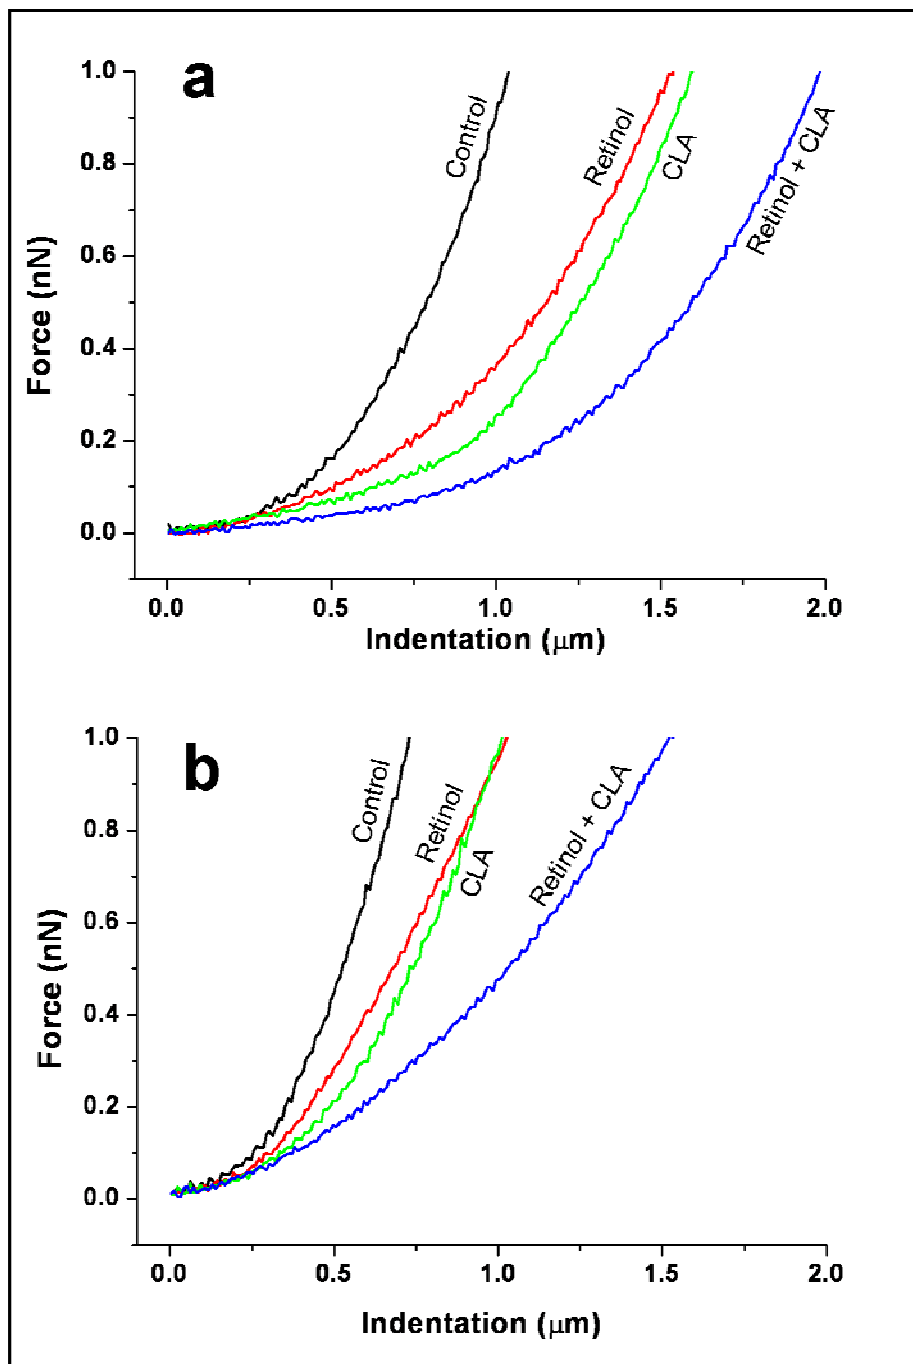 a
Control
Retinol
CLA
Retinol + CLA
1.0
0.8
0.6
0.4
0.2
0.0
Force (nN)
0.0 0.5 1.0 1.5 2.0
Indentation (μm)
b
Control
Retinol
CLA
Retinol + CLA
1.0
0.8
0.6
0.4
0.2
0.0
Force (nN)
0.0 0.5 1.0 1.5 2.0
Indentation (μm)